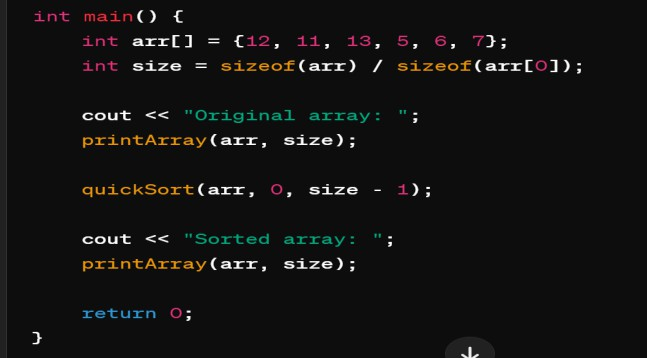 int main() {
int arr[] = {12, 11, 13, 5, 6, 7};
int size = sizeof(arr) / sizeof(arr[0]);
cout << "Original array: ";
printArray(arr, size);
quickSort(arr, 0, size - 1);
cout << "Sorted array: ";
printArray(arr, size);
return 0;
}